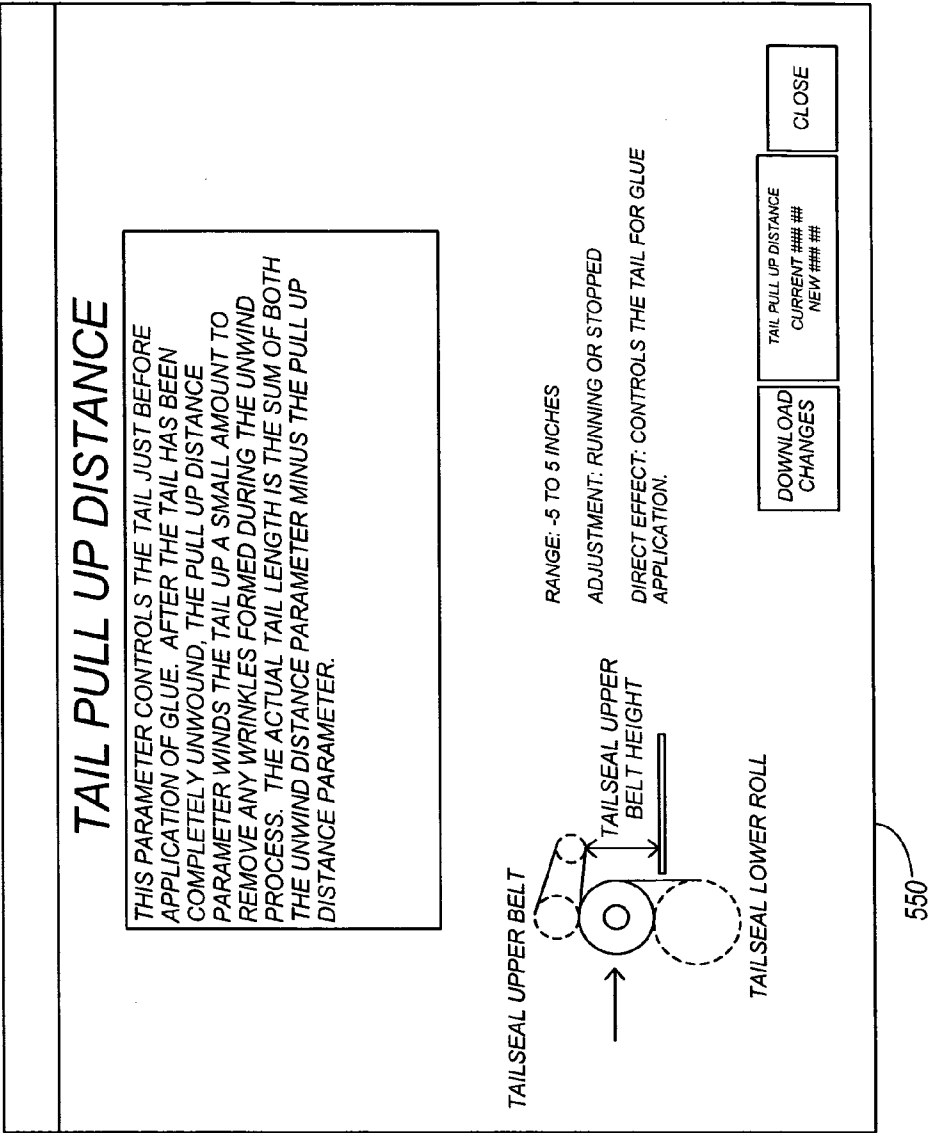 TAIL PULL UP DISTANCE
THIS PARAMETER CONTROLS THE TAIL JUST BEFORE
APPLICATION OF GLUE. AFTER THE TAIL HAS BEEN
COMPLETELY UNWOUND, THE PULL UP DISTANCE
PARAMETER WINDS THE TAIL UP A SMALL AMOUNT TO
REMOVE ANY WRINKLES FORMED DURING THE UNWIND
PROCESS. THE ACTUAL TAIL LENGTH IS THE SUM OF BOTH
THE UNWIND DISTANCE PARAMETER MINUS THE PULL UP
DISTANCE PARAMETER.
TAILSEAL UPPER BELT
TAILSEAL UPPER
BELT HEIGHT
TAILSEAL LOWER ROLL
RANGE: -5 TO 5 INCHES
ADJUSTMENT: RUNNING OR STOPPED
DIRECT EFFECT: CONTROLS THE TAIL FOR GLUE
APPLICATION.
DOWNLOAD
CHANGES
TAIL PULL UP DISTANCE
CURRENT ### ##
NEW ### ##
CLOSE
550